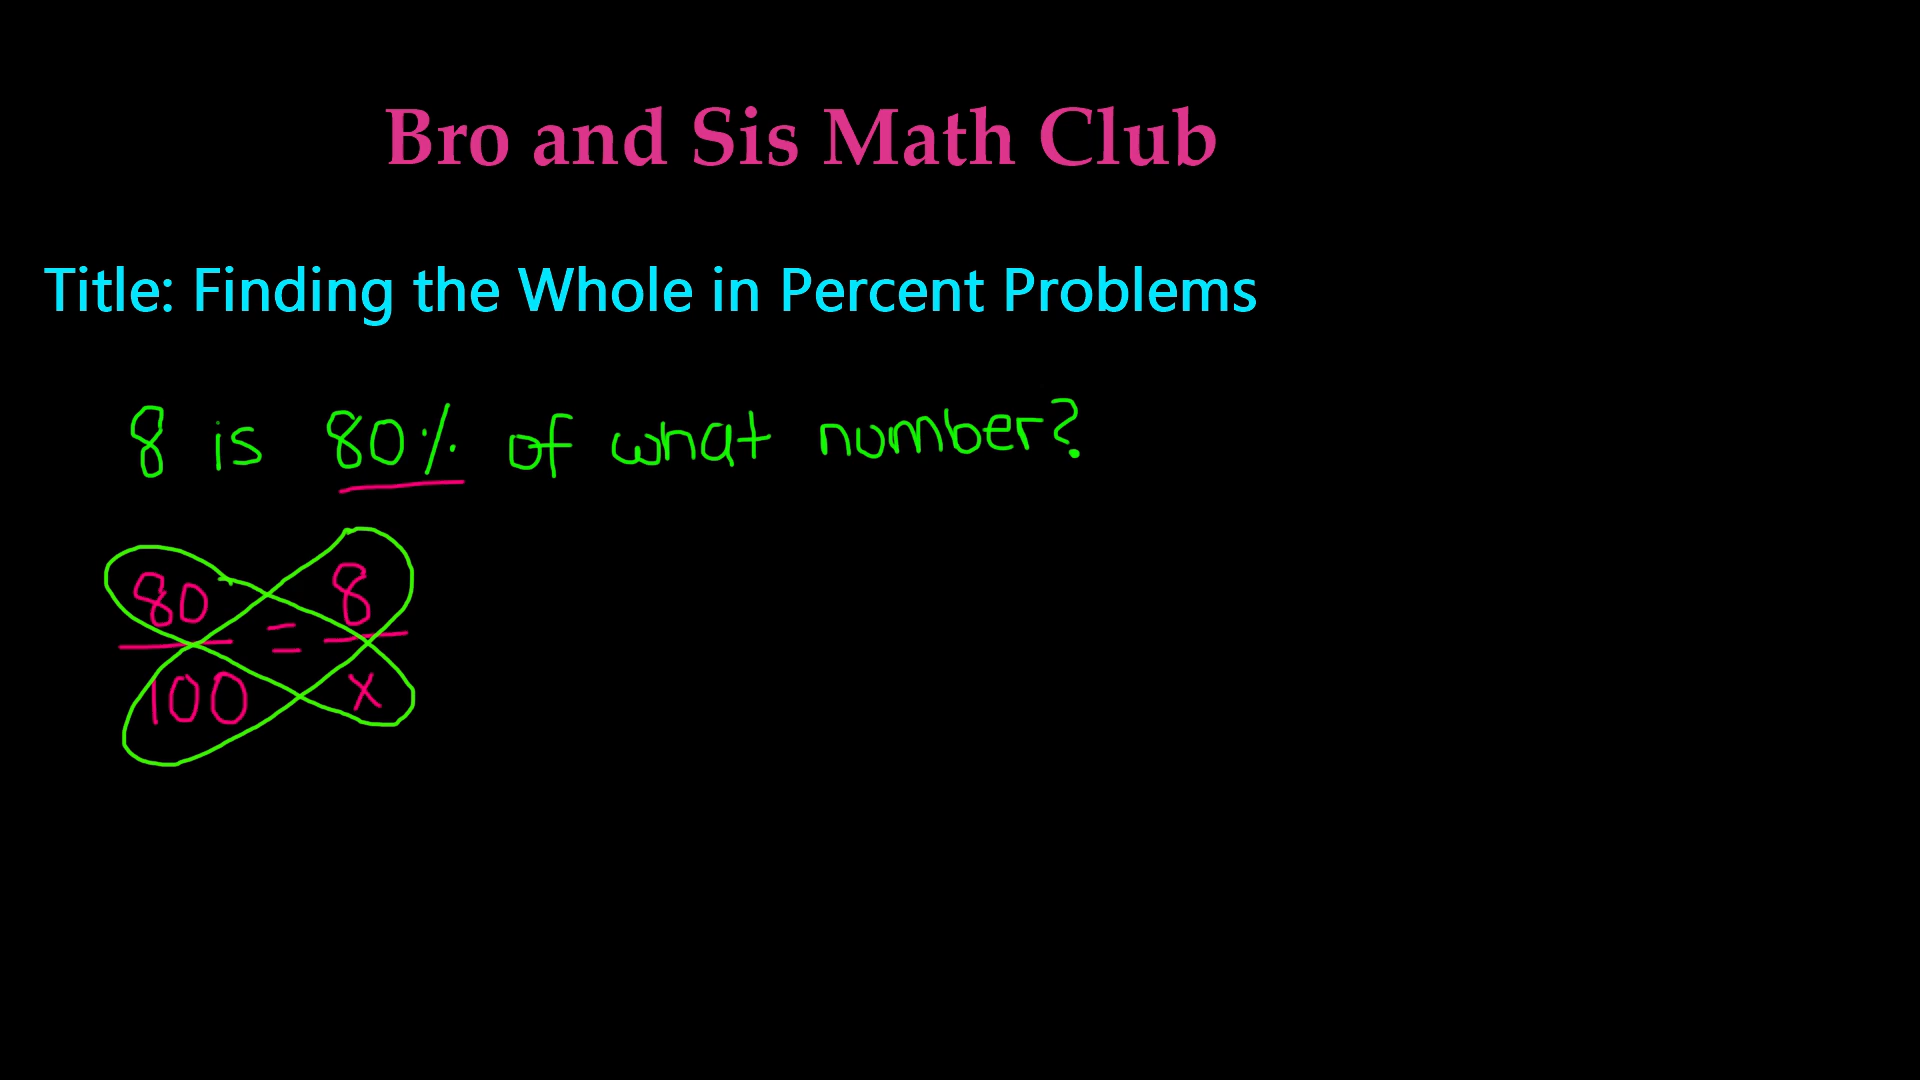 Bro and Sis Math Club
Title: Finding the Whole in Percent Problems
8 is 80% of what number?
80/100 = 8/x